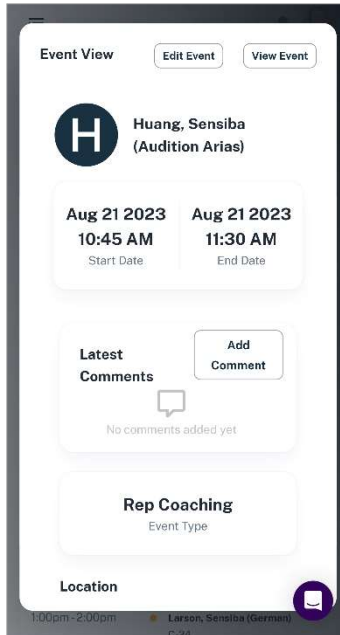 Event View
Edit Event
View Event
H
Huang, Sensiba
(Audition Arias)
Aug 21 2023
10:45 AM
Start Date
Aug 21 2023
11:30 AM
End Date
Latest
Comments
Add
Comment
No comments added yet
Rep Coaching
Event Type
Location
1:00pm - 2:00pm
Larson, Sensiba (German)
C-34